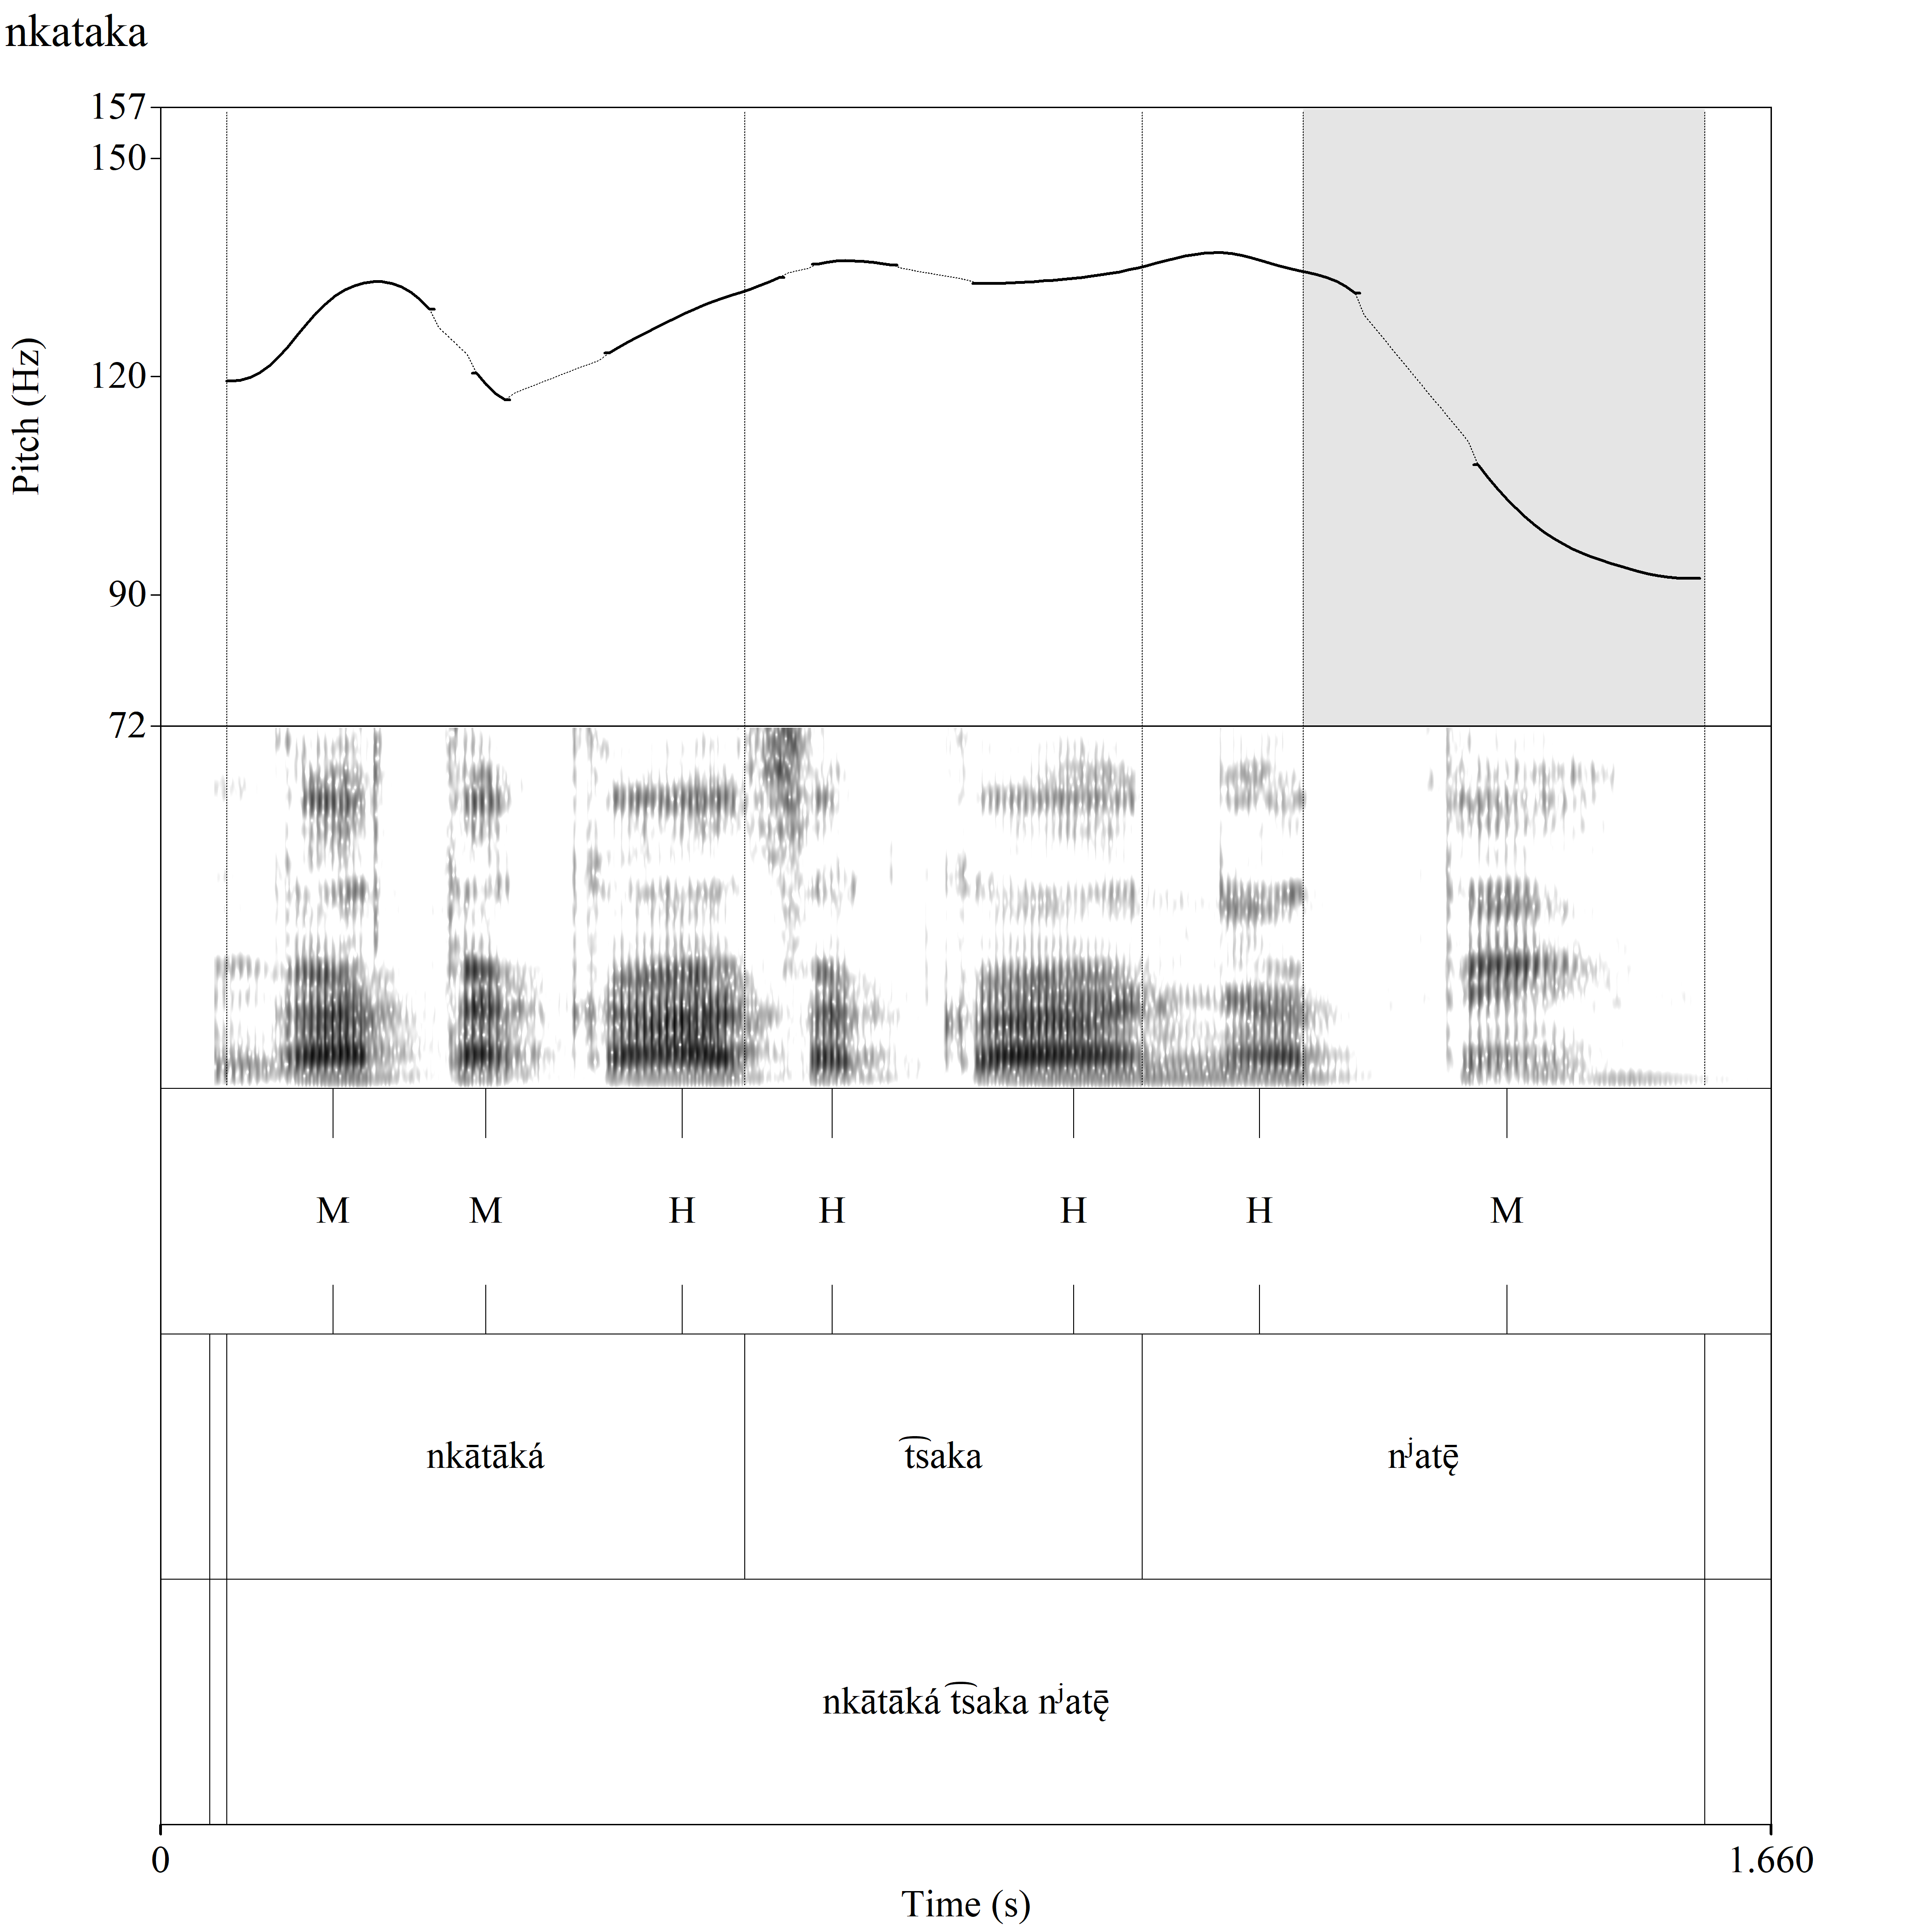 nkataka
157
150
120
90
72
Pitch (Hz)
M M H H H H M
nkātāká t͡saka nʲatę̄
nkātāká t͡saka nʲatę̄
0 1.660
Time (s)